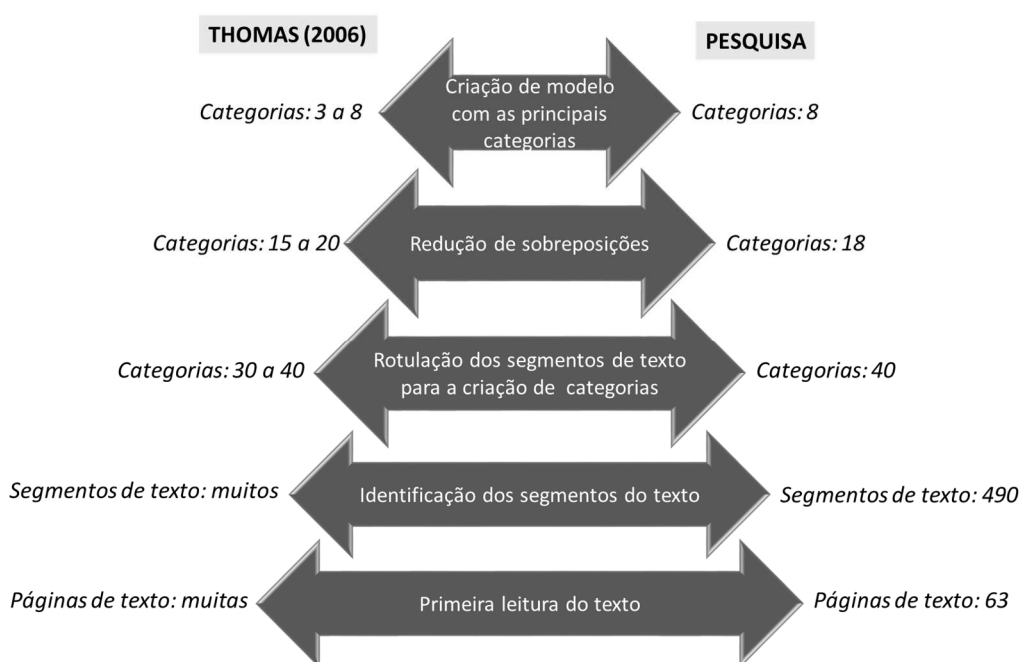 THOMAS (2006)
PESQUISA
Categorias: 3 a 8
Criação de modelo
com as principais
categorias
Categorias: 8
Categorias: 15 a 20
Redução de sobreposições
Categorias: 18
Categorias: 30 a 40
Rotulação dos segmentos de texto
para a criação de categorias
Categorias: 40
Segmentos de texto: muitos
Identificação dos segmentos do texto
Segmentos de texto: 490
Páginas de texto: muitas
Primeira leitura do texto
Páginas de texto: 63